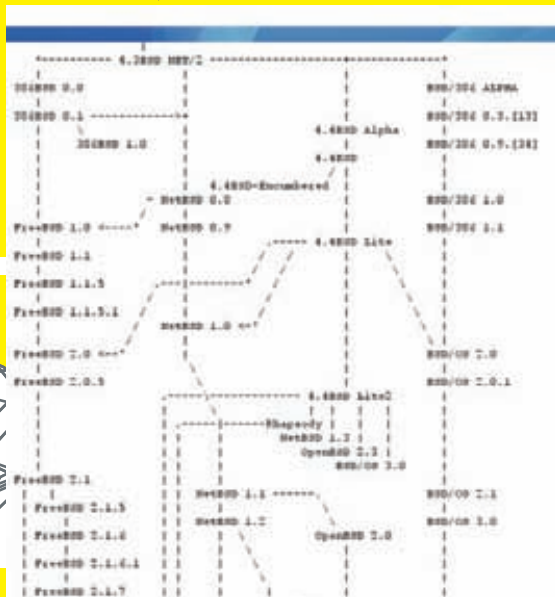 4.3BSD NET/2
386BSD 0.0 BSD/386 ALPHA
386BSD 0.1 BSD/386 0.3.[13]
4.4BSD Alpha
386BSD 1.0 BSD/386 0.9.[34]
4.4BSD
4.4BSD-Encumbered
NetBSD 0.8 BSD/386 1.0
FreeBSD 1.0 NetBSD 0.9 BSD/386 1.1
FreeBSD 1.1 4.4BSD Lite
FreeBSD 1.1.5
FreeBSD 1.1.5.1
NetBSD 1.0
FreeBSD 2.0 BSD/OS 2.0
FreeBSD 2.0.5 BSD/OS 2.0.1
4.4BSD Lite2
Rhapsody
NetBSD 1.3
OpenBSD 2.3
BSD/OS 3.0
FreeBSD 2.1
NetBSD 1.1 BSD/OS 2.1
FreeBSD 2.1.5
NetBSD 1.2 BSD/OS 3.0
FreeBSD 2.1.6 OpenBSD 2.0
FreeBSD 2.1.6.1
FreeBSD 2.1.7